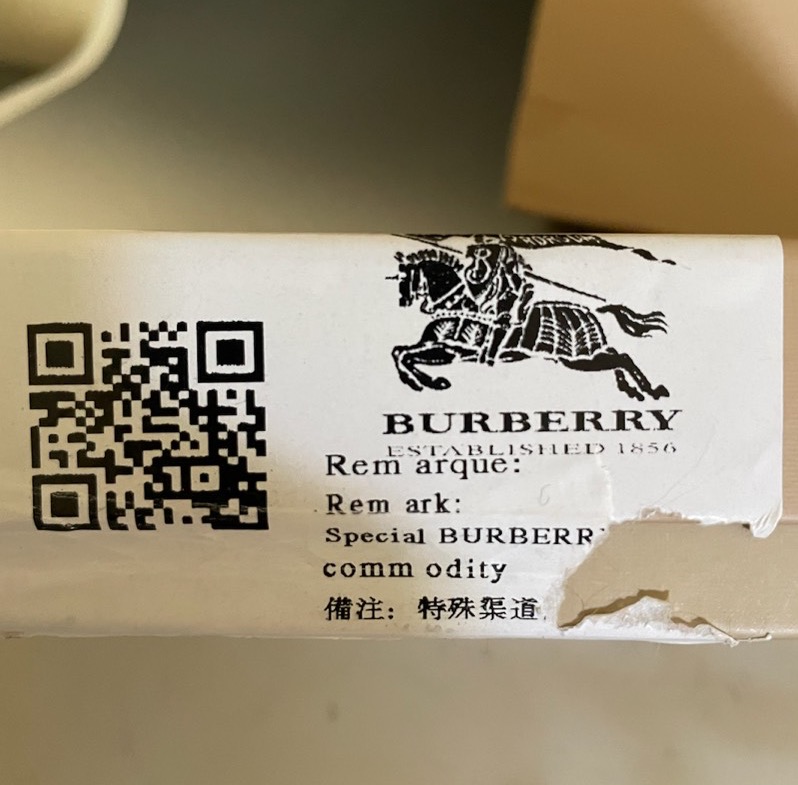 BURBERRY
ESTABLISHED 1856
Rem arque:
Rem ark:
Special BURBERR
comm odity
備注: 特殊渠道